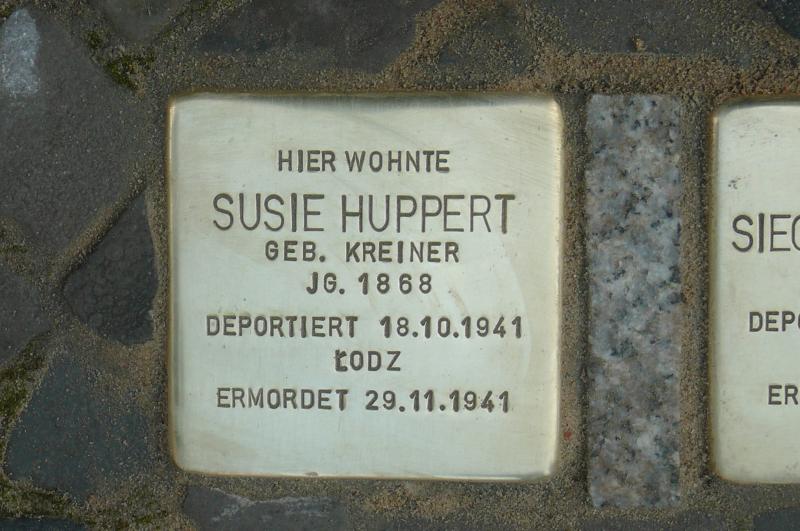 HIER WOHNTE
SUSIE HUPPERT
GEB. KREINER
JG. 1868
DEPORTIERT 18.10.1941
ŁODZ
ERMORDET 29.11.1941